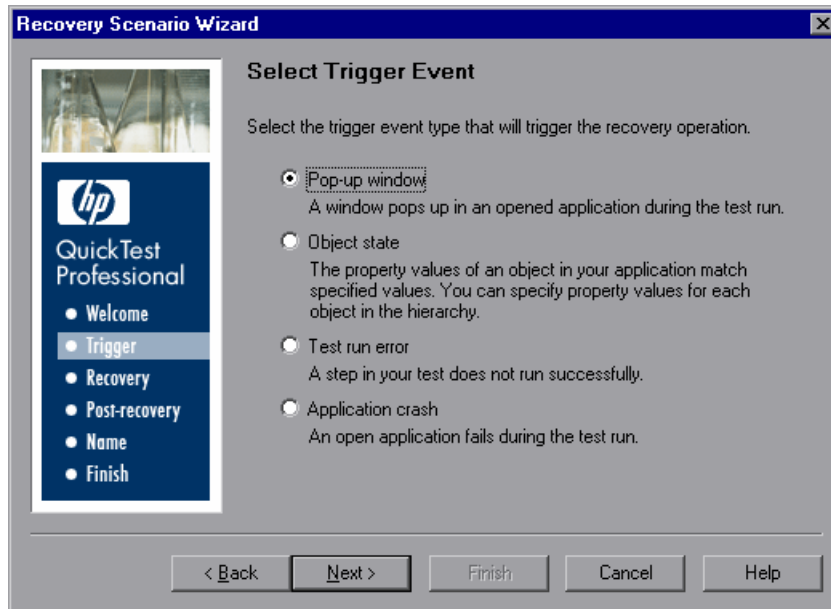 Recovery Scenario Wizard
Select Trigger Event
Select the trigger event type that will trigger the recovery operation.
Pop-up window
A window pops up in an opened application during the test run.
Object state
The property values of an object in your application match
specified values. You can specify property values for each
object in the hierarchy.
Test run error
A step in your test does not run successfully.
Application crash
An open application fails during the test run.
hp
QuickTest
Professional
Welcome
Trigger
Recovery
Post-recovery
Name
Finish
< Back
Next >
Finish
Cancel
Help